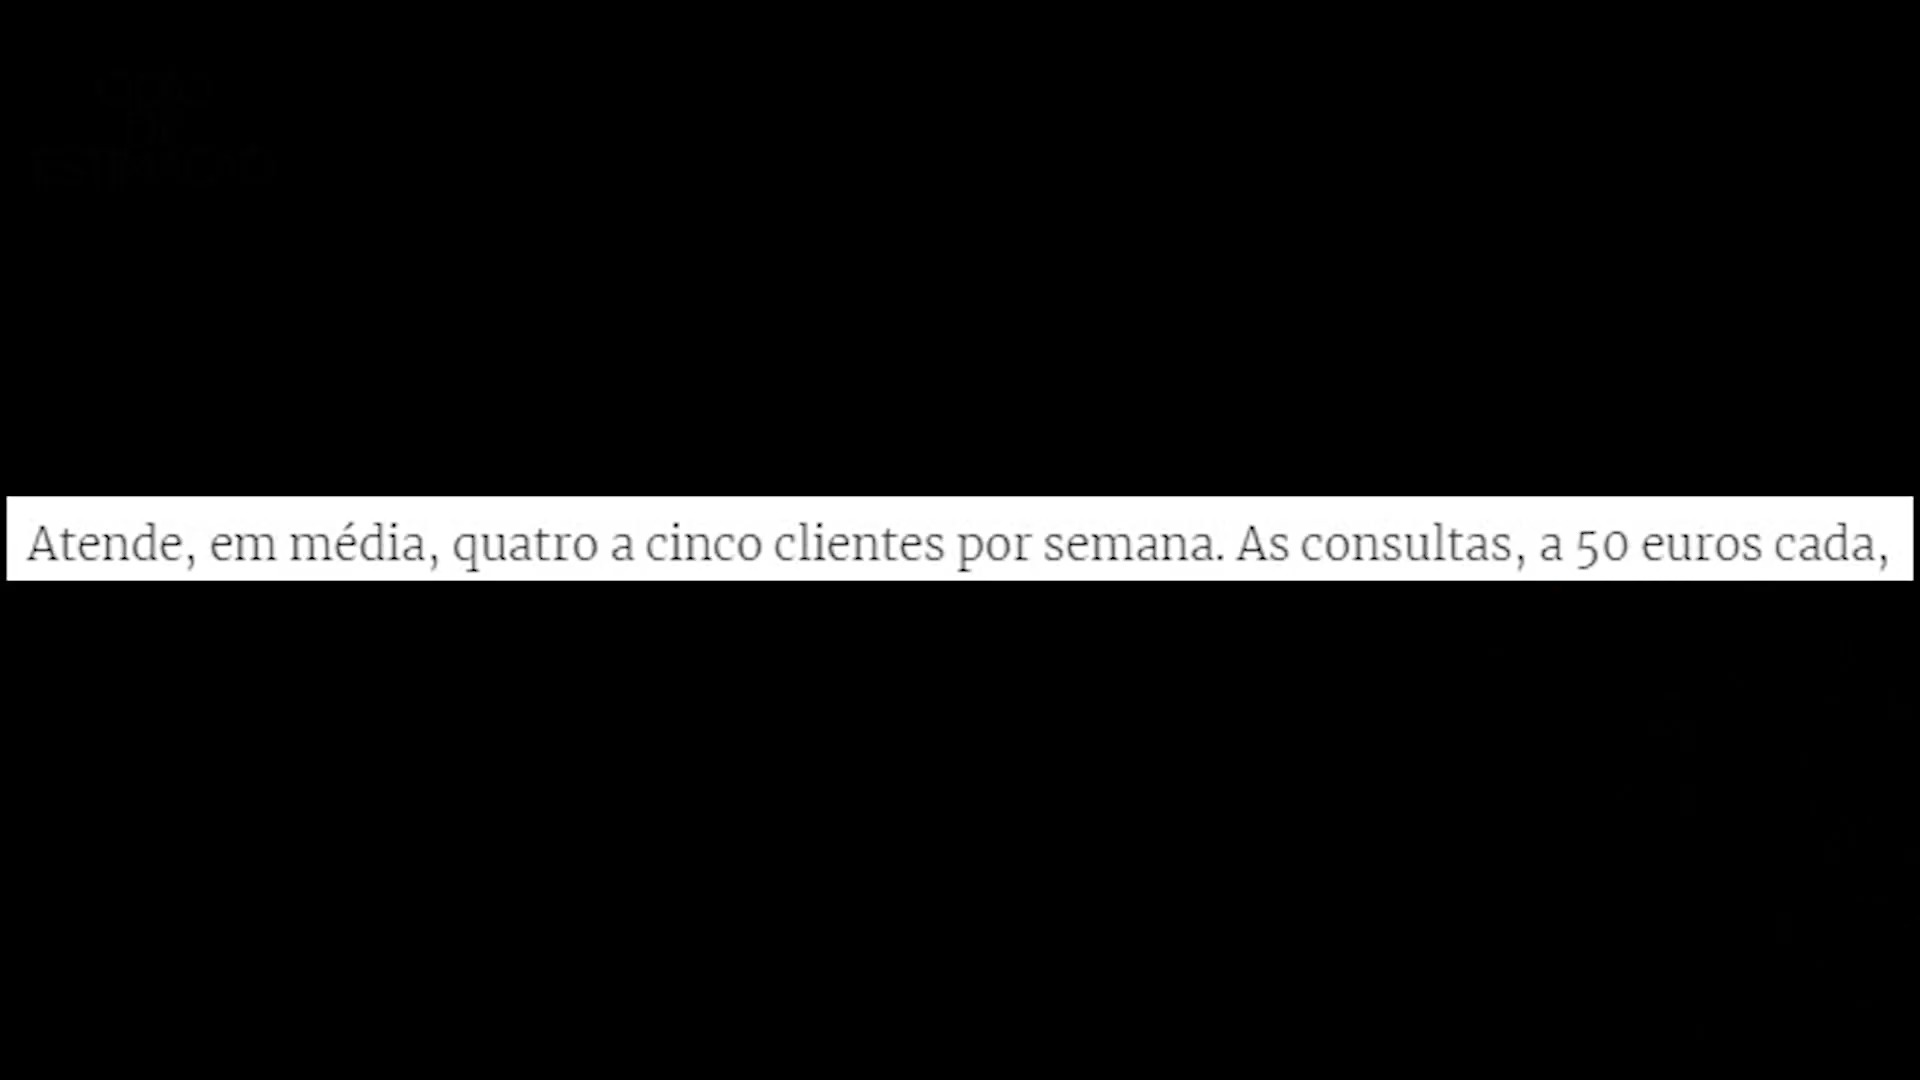 Atende, em média, quatro a cinco clientes por semana. As consultas, a 50 euros cada,